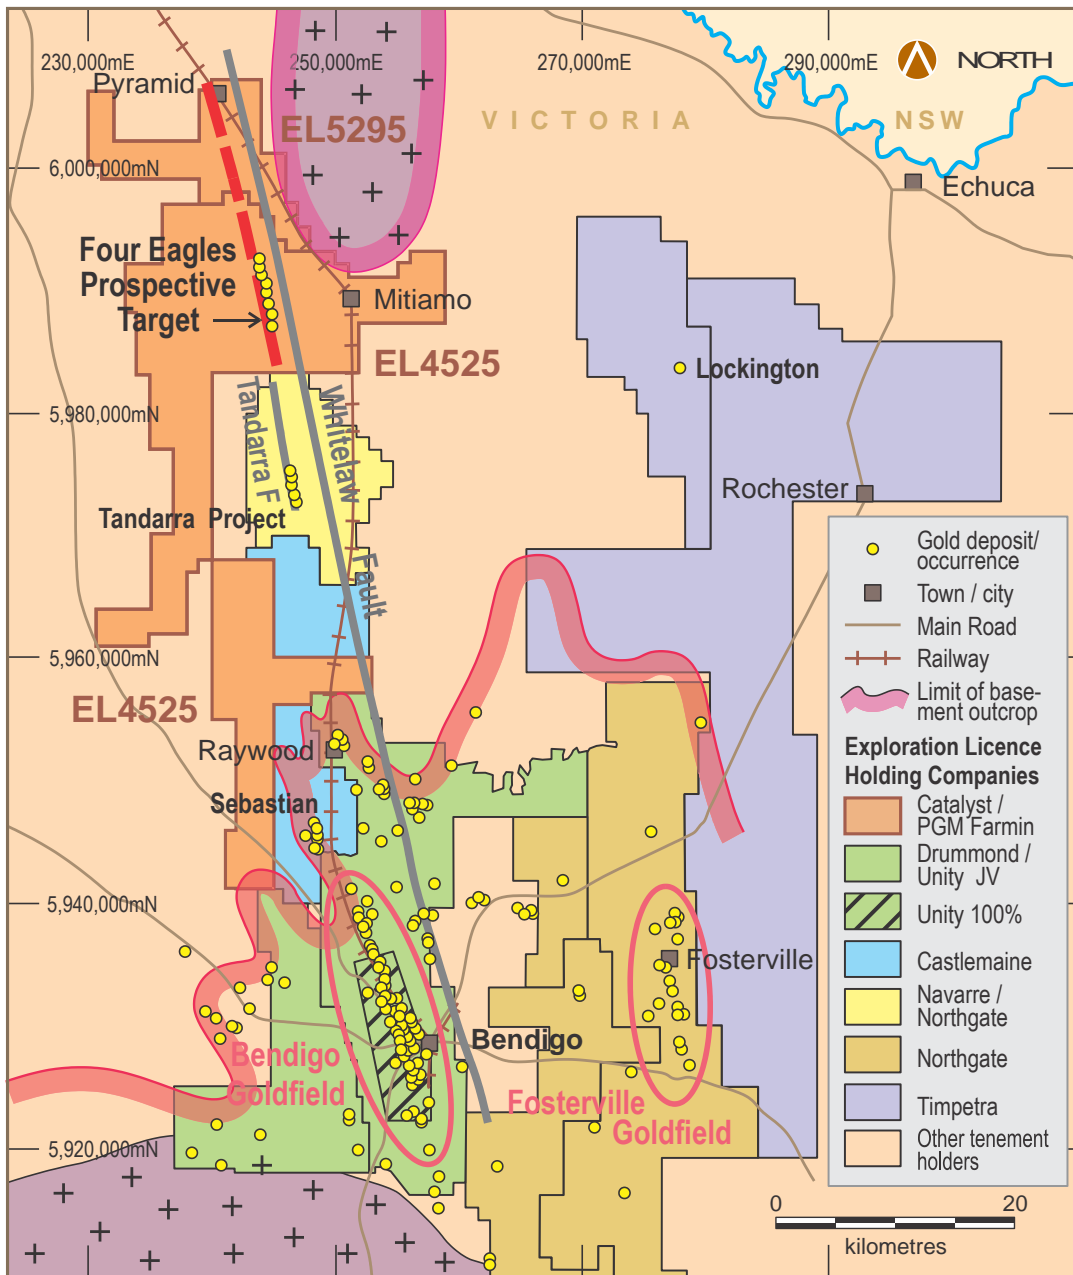 230,000mE
250,000mE
270,000mE
290,000mE
NORTH
Pyramid
EL5295
VICTORIA
NSW
6,000,000mN
Echuca
Four Eagles
Prospective
Target
Mitiamo
EL4525
Lockington
5,980,000mN
Tandarra F
Whitelaw
Fault
Rochester
Tandarra Project
5,960,000mN
EL4525
Raywood
Sebastian
5,940,000mN
Fosterville
Bendigo
Bendigo
Goldfield
Fosterville
Goldfield
5,920,000mN
Gold deposit/
occurrence
Town / city
Main Road
Railway
Limit of base-
ment outcrop
Exploration Licence
Holding Companies
Catalyst /
PGM Farmin
Drummond /
Unity JV
Unity 100%
Castlemaine
Navarre /
Northgate
Northgate
Timpetra
Other tenement
holders
0
20
kilometres